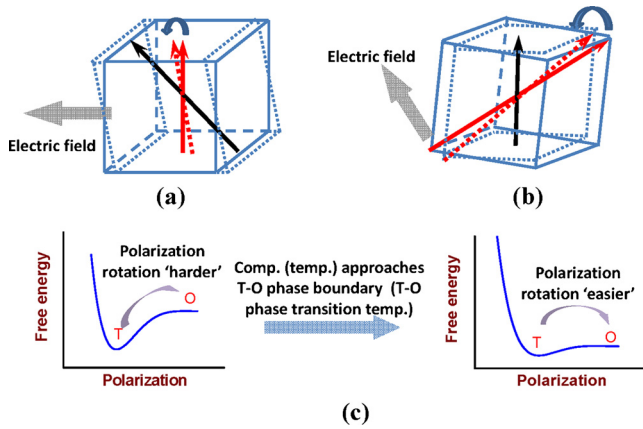 Electric field
(a)
Electric field
(b)
Free energy
Polarization
rotation 'harder'
T
O
Polarization
Comp. (temp.) approaches
T-O phase boundary (T-O
phase transition temp.)
Free energy
Polarization
rotation 'easier'
T
O
Polarization
(c)